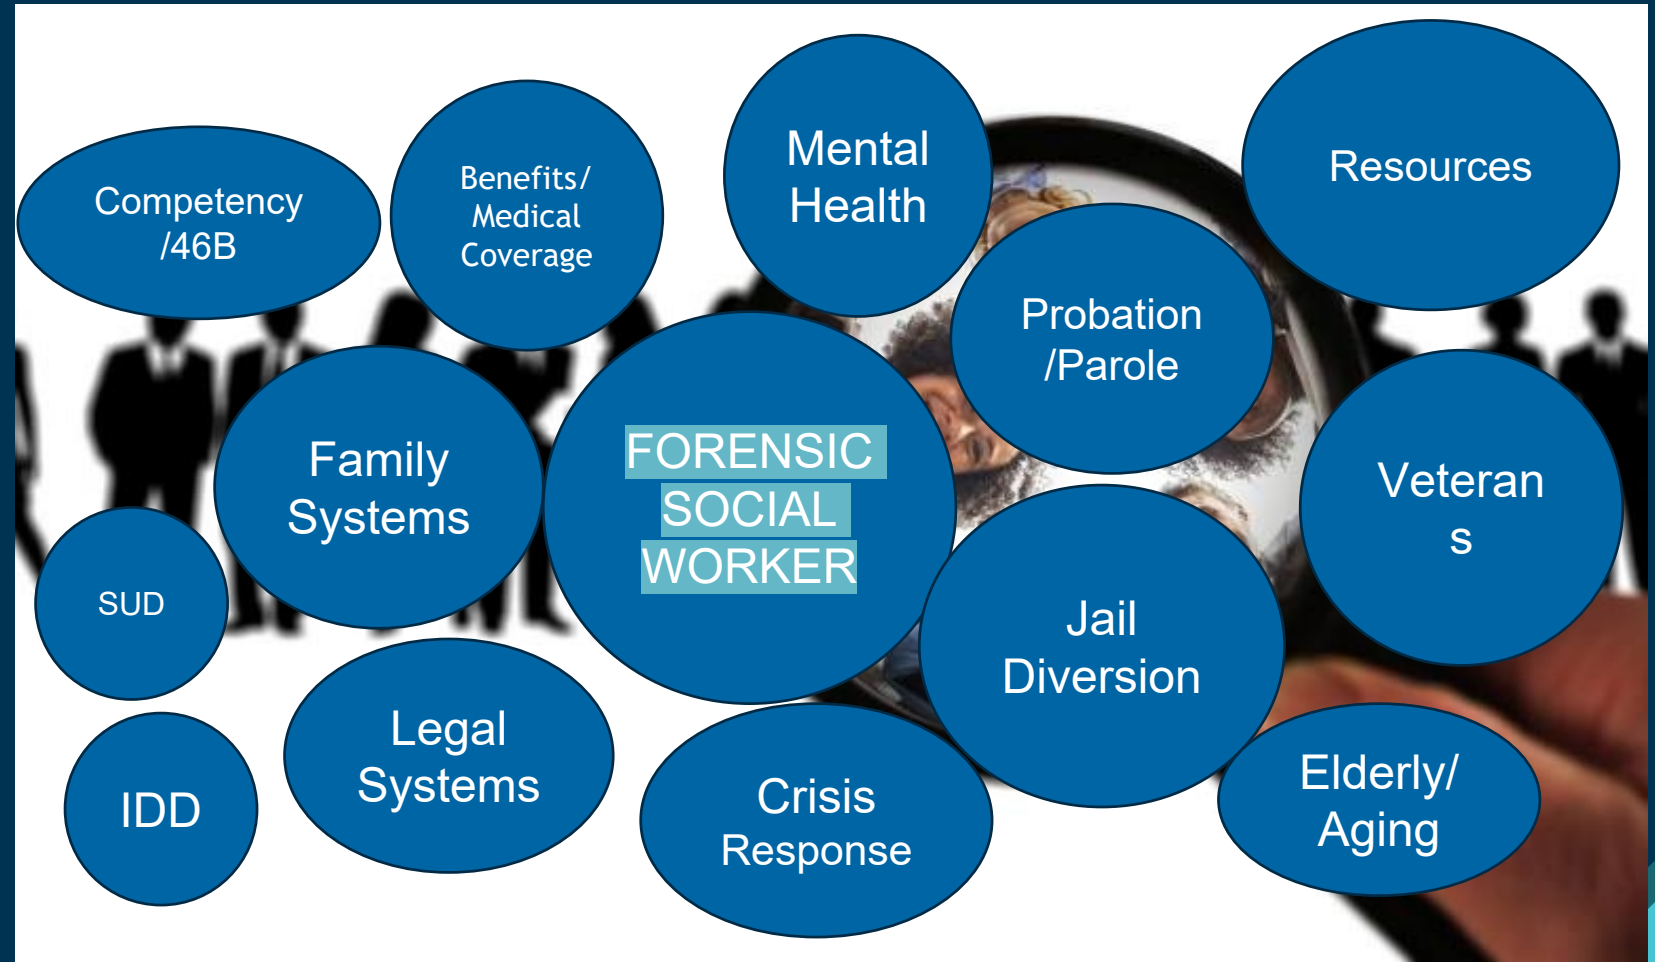 Competency
/46B
Benefits/
Medical
Coverage
Mental
Health
Resources
Probation
/Parole
Family
Systems
FORENSIC
SOCIAL
WORKER
Veteran
s
SUD
Jail
Diversion
IDD
Legal
Systems
Crisis
Response
Elderly/
Aging